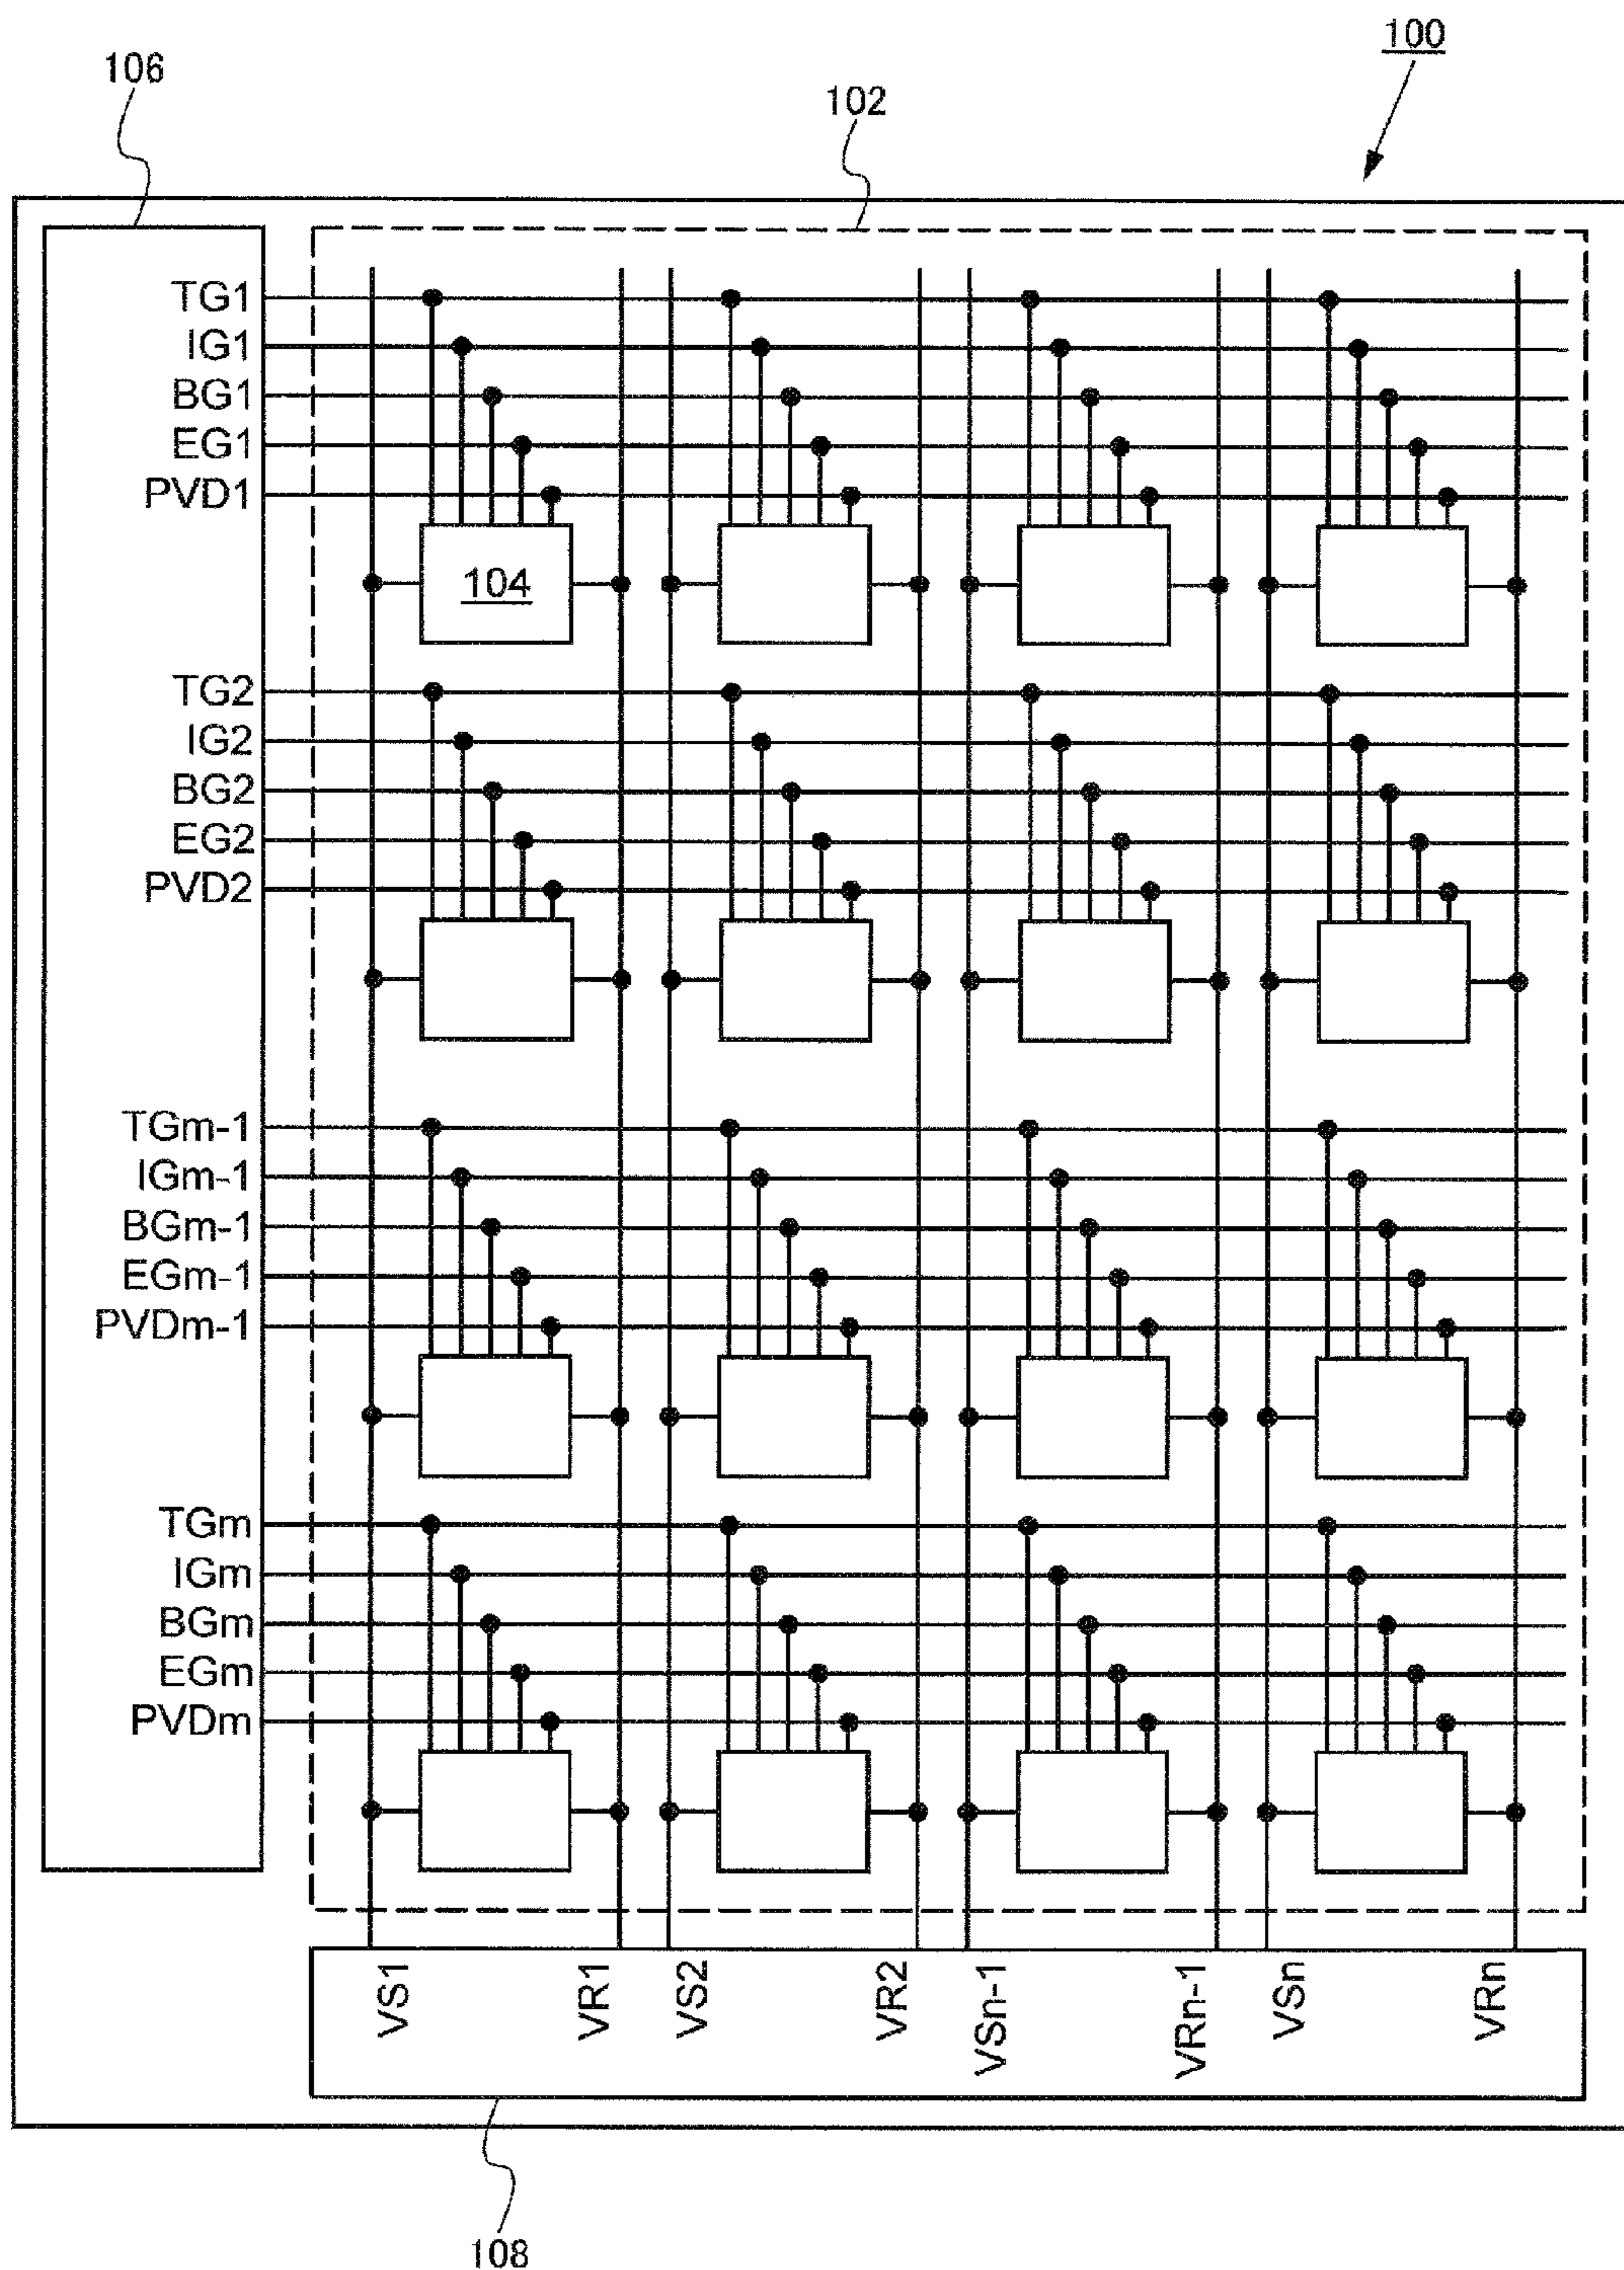 100
106
102
TG1
IG1
BG1
EG1
PVD1
104
TG2
IG2
BG2
EG2
PVD2
TGm-1
IGm-1
BGm-1
EGm-1
PVDm-1
TGm
IGm
BGm
EGm
PVDm
VS1
VR1
VS2
VR2
VSn-1
VRn-1
VSn
VRn
108